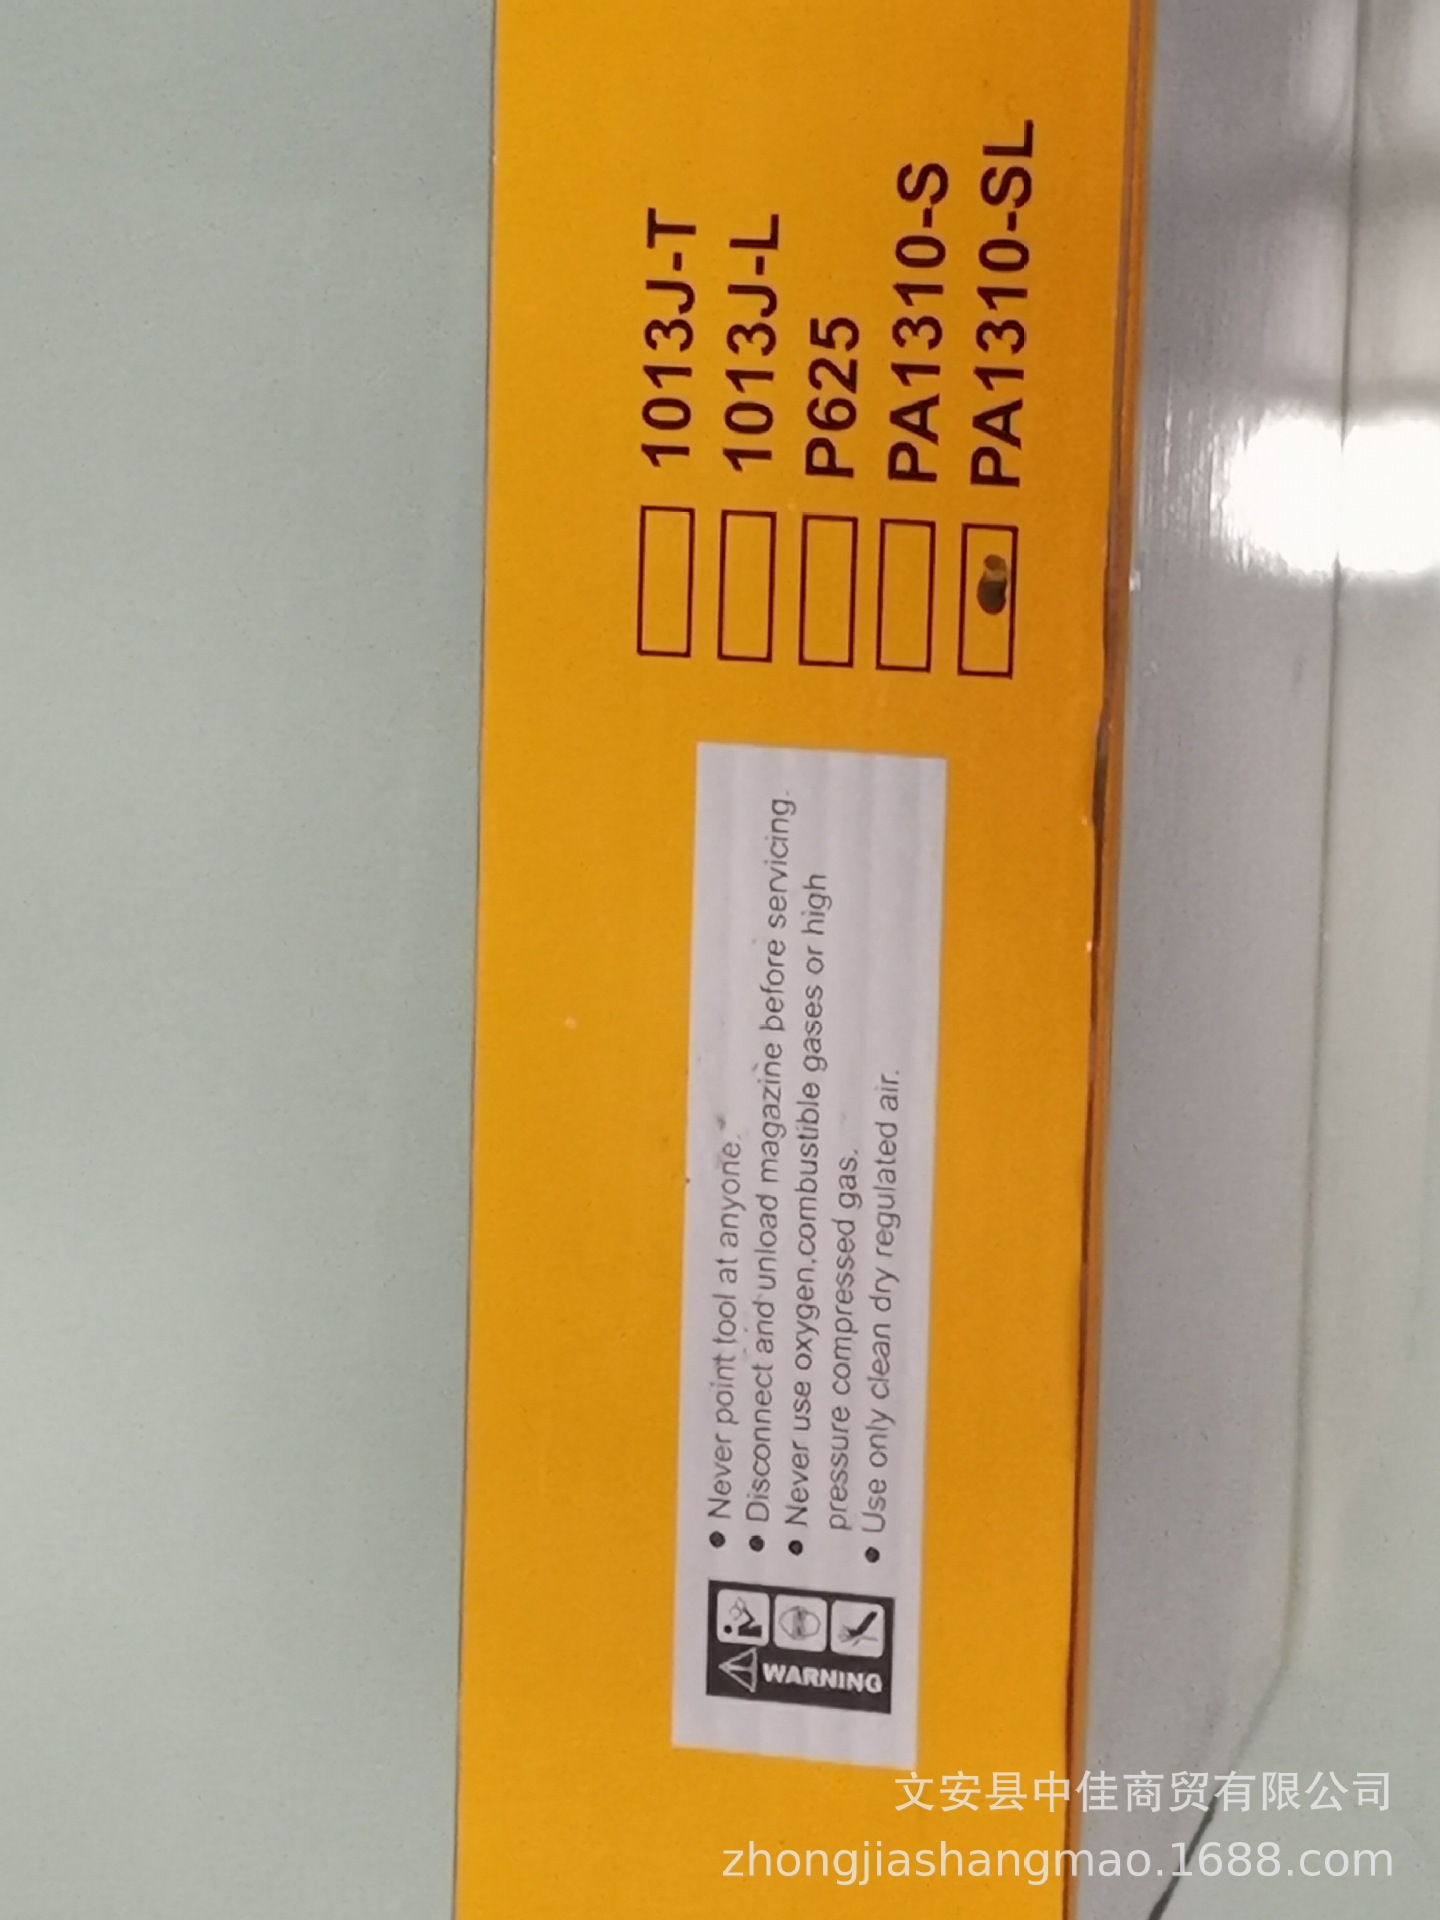 WARNING
● Never point tool at anyone.
● Disconnect and unload magazine before servicing.
● Never use oxygen,combustible gases or high
pressure compressed gas.
● Use only clean dry regulated air.
1013J-T
1013J-L
P625
PA1310-S
PA1310-SL
文安县中佳商贸有限公司
zhongjiashangmao.1688.com